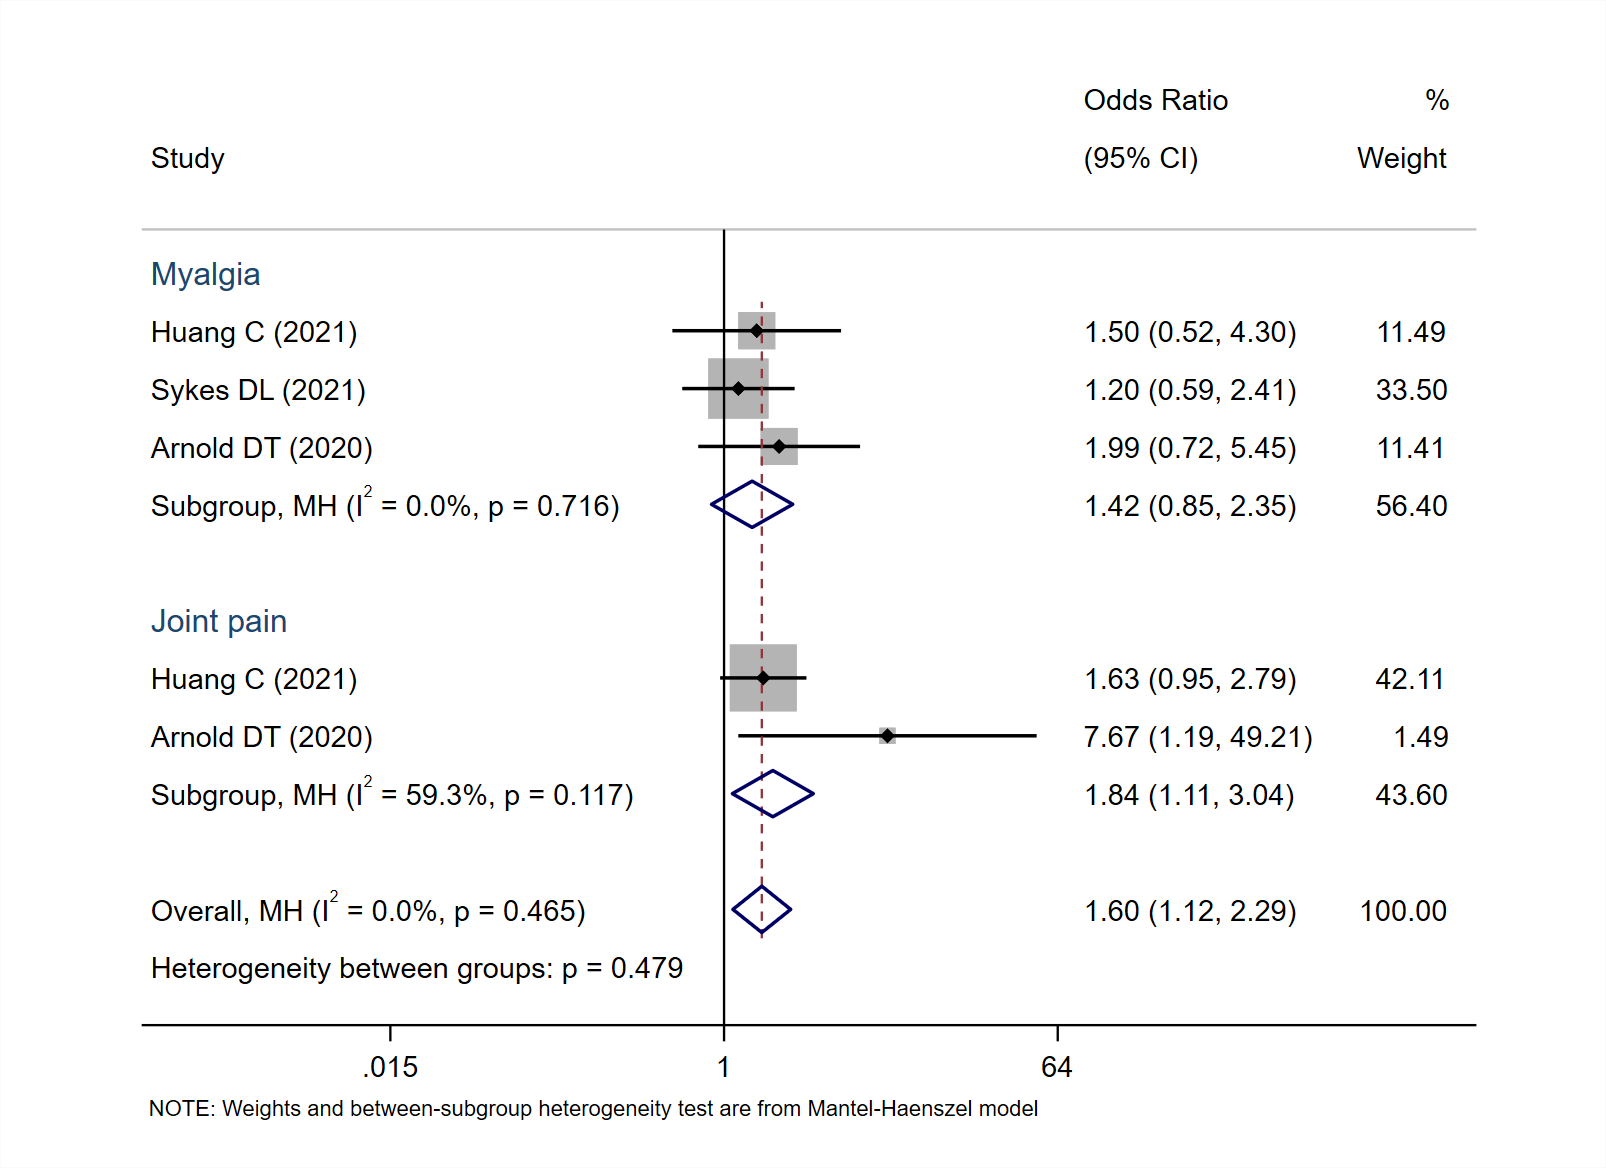 Odds Ratio %
Study (95% CI) Weight
Myalgia
Huang C (2021) 1.50 (0.52, 4.30) 11.49
Sykes DL (2021) 1.20 (0.59, 2.41) 33.50
Arnold DT (2020) 1.99 (0.72, 5.45) 11.41
Subgroup, MH (I² = 0.0%, p = 0.716) 1.42 (0.85, 2.35) 56.40
Joint pain
Huang C (2021) 1.63 (0.95, 2.79) 42.11
Arnold DT (2020) 7.67 (1.19, 49.21) 1.49
Subgroup, MH (I² = 59.3%, p = 0.117) 1.84 (1.11, 3.04) 43.60
Overall, MH (I² = 0.0%, p = 0.465) 1.60 (1.12, 2.29) 100.00
Heterogeneity between groups: p = 0.479
.015 1 64
NOTE: Weights and between-subgroup heterogeneity test are from Mantel-Haenszel model